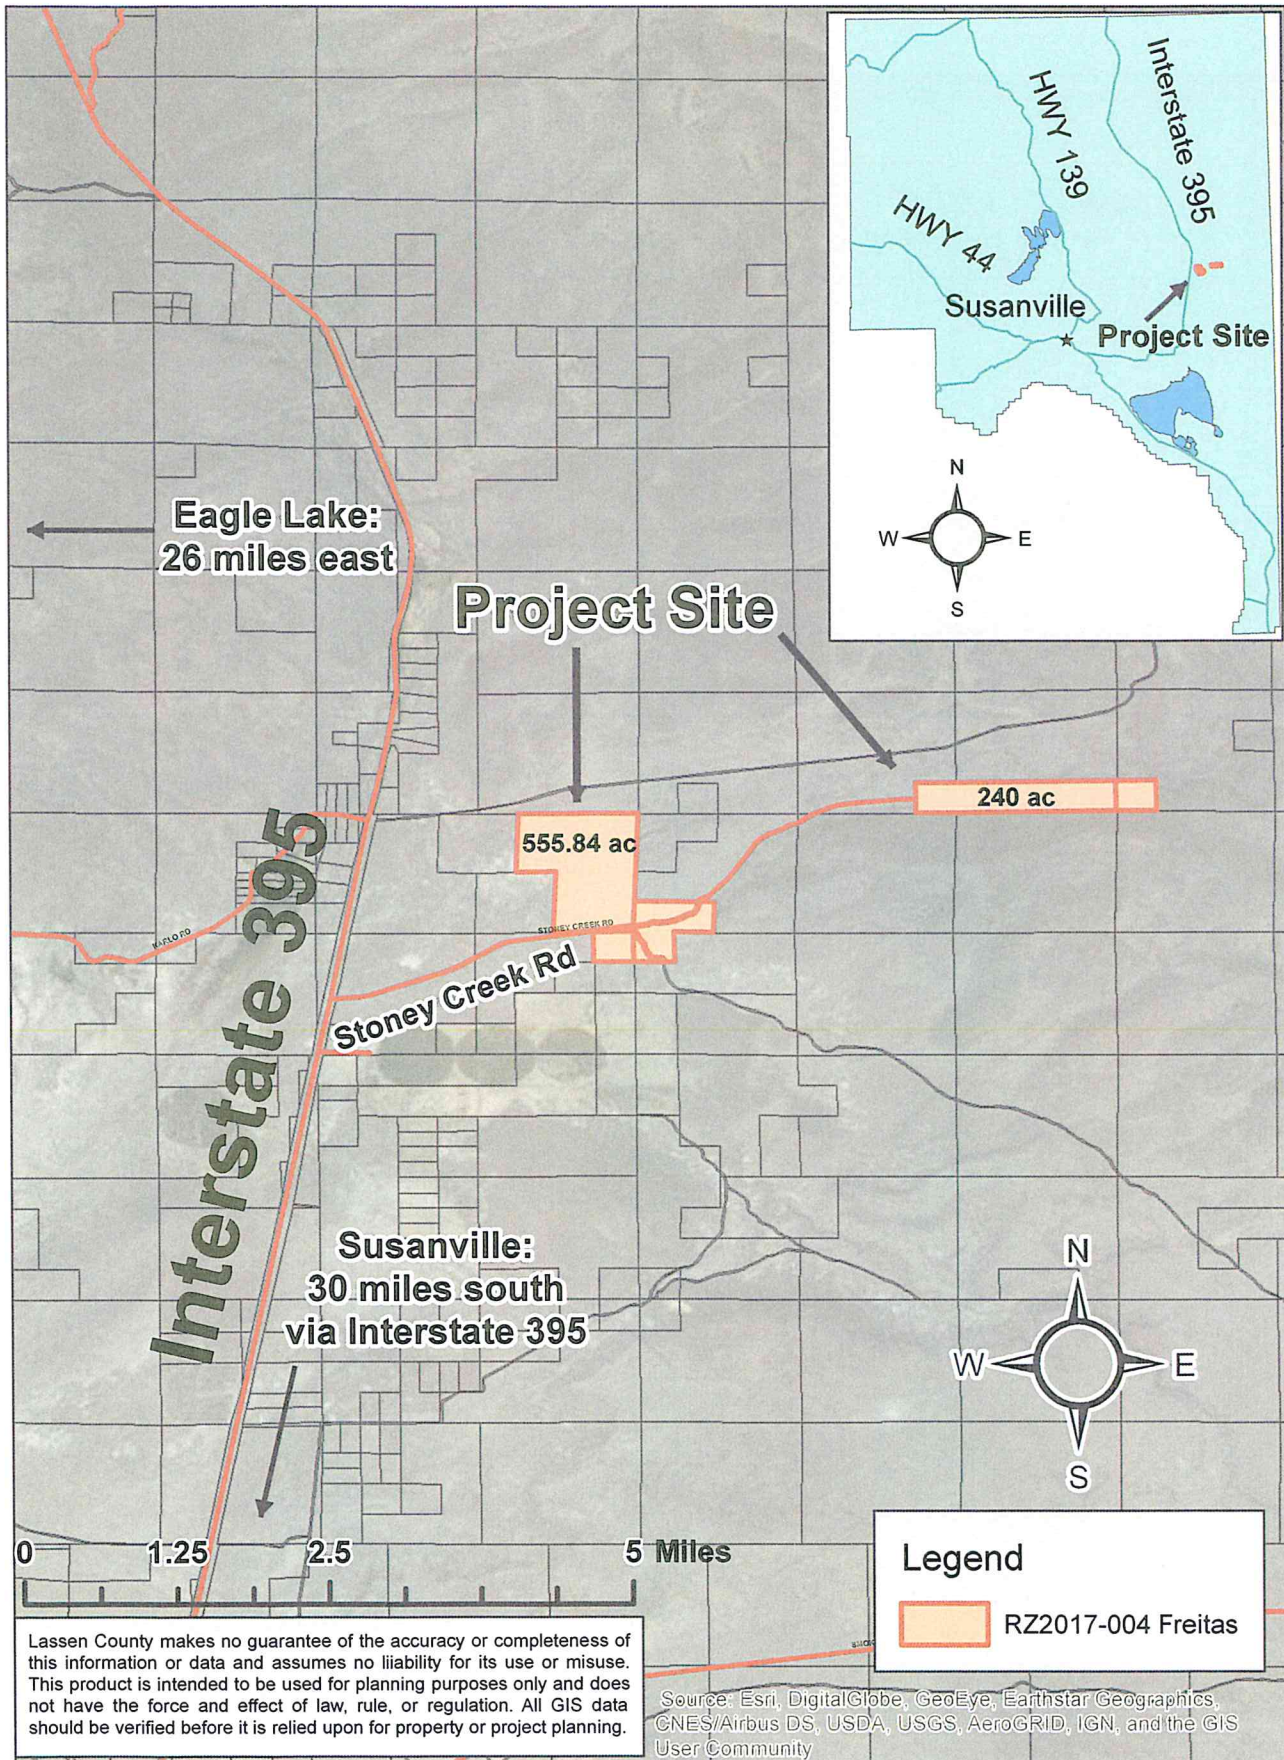 HWY 139
Interstate 395
HWY 44
Susanville
Project Site
N
W
E
S
Eagle Lake:
26 miles east
Project Site
240 ac
555.84 ac
STONEY CREEK RD
KARLO RD
Interstate 395
Stoney Creek Rd
Susanville:
30 miles south
via Interstate 395
N
W
E
S
0 1.25 2.5 5 Miles
Legend
RZ2017-004 Freitas
Lassen County makes no guarantee of the accuracy or completeness of
this information or data and assumes no liiability for its use or misuse.
This product is intended to be used for planning purposes only and does
not have the force and effect of law, rule, or regulation. All GIS data
should be verified before it is relied upon for property or project planning.
Source: Esri, DigitalGlobe, GeoEye, Earthstar Geographics,
CNES/Airbus DS, USDA, USGS, AeroGRID, IGN, and the GIS
User Community